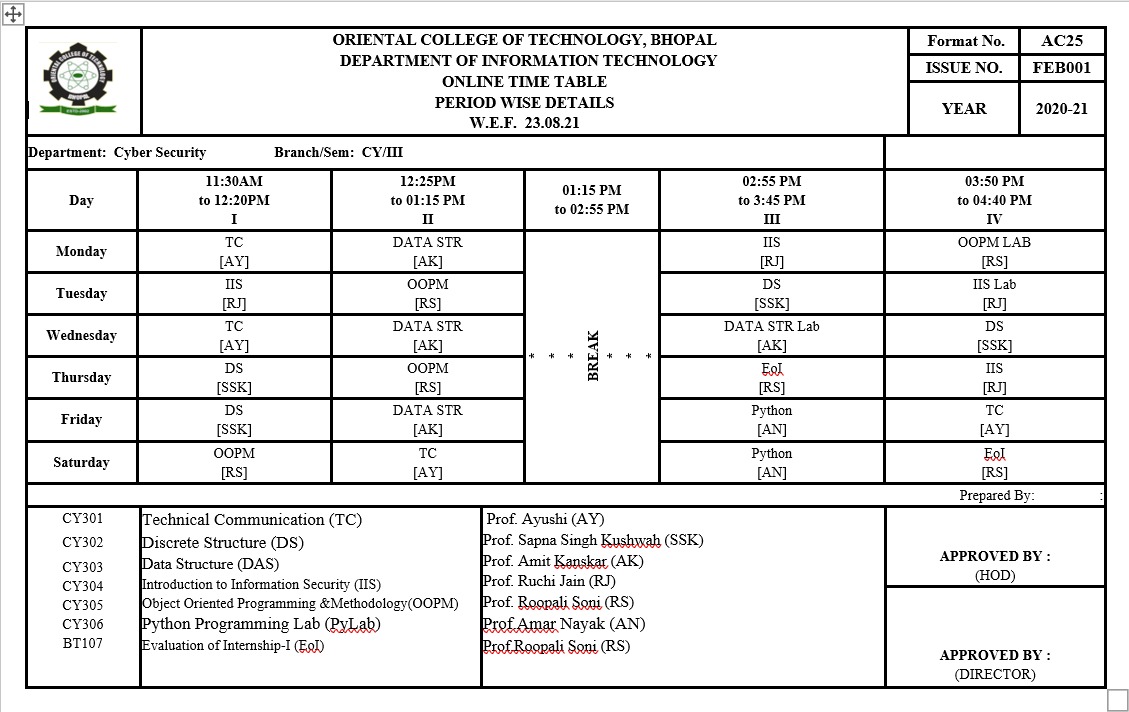 ORIENTAL COLLEGE OF TECHNOLOGY, BHOPAL
DEPARTMENT OF INFORMATION TECHNOLOGY
ONLINE TIME TABLE
PERIOD WISE DETAILS
W.E.F. 23.08.21
Format No. AC25
ISSUE NO. FEB001
YEAR 2020-21
Department: Cyber Security Branch/Sem: CY/III
Day
11:30AM
to 12:20PM
I
12:25PM
to 01:15 PM
II
01:15 PM
to 02:55 PM
02:55 PM
to 3:45 PM
III
03:50 PM
to 04:40 PM
IV
Monday
TC
[AY]
DATA STR
[AK]
IIS
[RJ]
OOPM LAB
[RS]
Tuesday
IIS
[RJ]
OOPM
[RS]
DS
[SSK]
IIS Lab
[RJ]
Wednesday
TC
[AY]
DATA STR
[AK]
DATA STR Lab
[AK]
DS
[SSK]
* * * BREAK * * *
Thursday
DS
[SSK]
OOPM
[RS]
EoI
[RS]
IIS
[RJ]
Friday
DS
[SSK]
DATA STR
[AK]
Python
[AN]
TC
[AY]
Saturday
OOPM
[RS]
TC
[AY]
Python
[AN]
EoI
[RS]
Prepared By: :
CY301 Technical Communication (TC) Prof. Ayushi (AY)
CY302 Discrete Structure (DS) Prof. Sapna Singh Kushwah (SSK)
CY303 Data Structure (DAS) Prof. Amit Kanskar (AK)
CY304 Introduction to Information Security (IIS) Prof. Ruchi Jain (RJ)
CY305 Object Oriented Programming &Methodology(OOPM) Prof. Roopali Soni (RS)
CY306 Python Programming Lab (PyLab) Prof.Amar Nayak (AN)
BT107 Evaluation of Internship-I (EoI) Prof.Roopali Soni (RS)
APPROVED BY :
(HOD)
APPROVED BY :
(DIRECTOR)